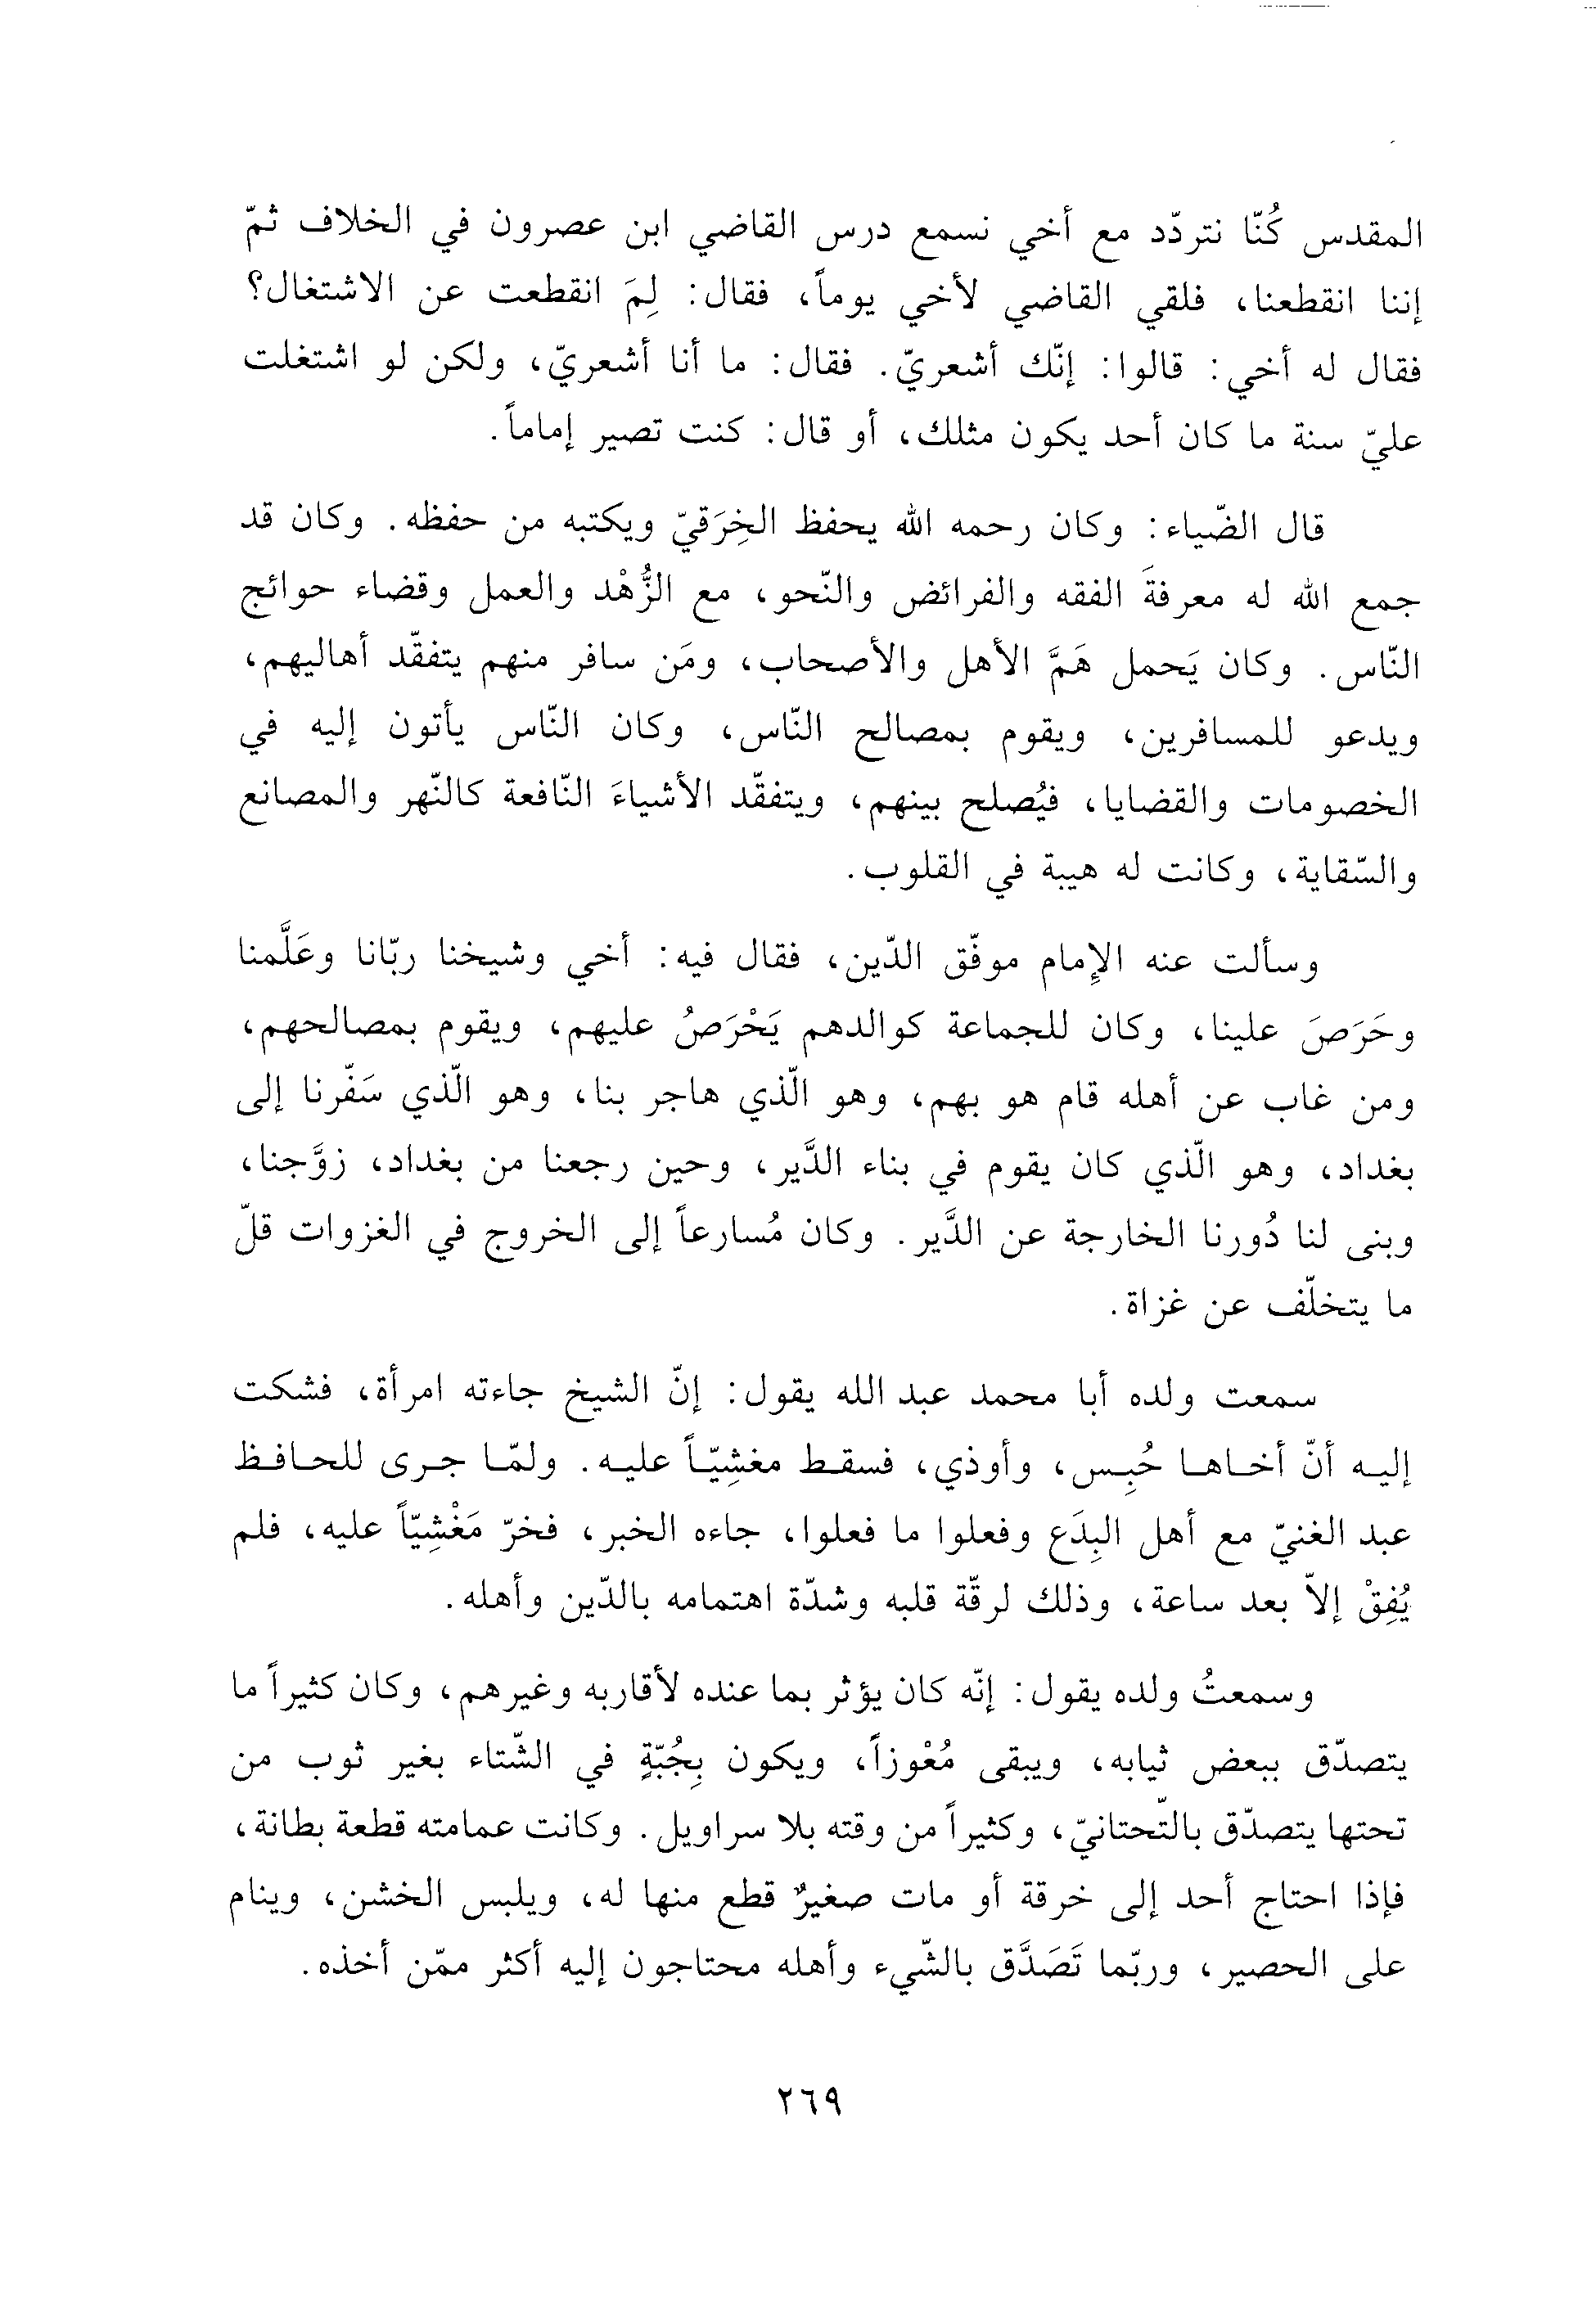 المقدس كُنّا نتردّد مع أخي نسمع درس القاضي ابن عصرون في الخلاف ثمّ
إننا انقطعنا، فلقي القاضي لأخي يوماً، فقال: لِمَ انقطعت عن الاشتغال؟
فقال له أخي: قالوا: إنّك أشعريّ. فقال: ما أنا أشعريّ، ولكن لو اشتغلت
عليّ سنة ما كان أحد يكون مثلك، أو قال: كنت تصير إماماً.
قال الضّياء: وكان رحمه الله يحفظ الخِرَقيّ ويكتبه من حفظه. وكان قد
جمع الله له معرفةَ الفقه والفرائض والنّحو، مع الزُّهْد والعمل وقضاء حوائج
النّاس. وكان يَحمل هَمَّ الأهل والأصحاب، ومَن سافر منهم يتفقّد أهاليهم،
ويدعو للمسافرين، ويقوم بمصالح النّاس، وكان النّاس يأتون إليه في
الخصومات والقضايا، فيُصلح بينهم، ويتفقّد الأشياءَ النّافعة كالنّهر والمصانع
والسّقاية، وكانت له هيبة في القلوب.
وسألت عنه الإِمام موفّق الدّين، فقال فيه: أخي وشيخنا ربّانا وعَلَّمنا
وحَرَصَ علينا، وكان للجماعة كوالدهم يَحْرَصُ عليهم، ويقوم بمصالحهم،
ومن غاب عن أهله قام هو بهم، وهو الّذي هاجر بنا، وهو الّذي سَفّرنا إلى
بغداد، وهو الّذي كان يقوم في بناء الدَّير، وحين رجعنا من بغداد، زوَّجنا،
وبنى لنا دُورنا الخارجة عن الدَّير. وكان مُسارعاً إلى الخروج في الغزوات قلّ
ما يتخلّف عن غزاة.
سمعت ولده أبا محمد عبد الله يقول: إنّ الشيخ جاءته امرأة، فشكت
إليه أنّ أخاها حُبِس، وأوذي، فسقط مغشِيّاً عليه. ولمّا جرى للحافظ
عبد الغنيّ مع أهل البِدَع وفعلوا ما فعلوا، جاءه الخبر، فخرّ مَغْشِيّاً عليه، فلم
يُفِقْ إلاّ بعد ساعة، وذلك لرقّة قلبه وشدّة اهتمامه بالدّين وأهله.
وسمعتُ ولده يقول: إنّه كان يؤثر بما عنده لأقاربه وغيرهم، وكان كثيراً ما
يتصدّق ببعض ثيابه، ويبقى مُعْوزاً، ويكون بِجُبّةٍ في الشّتاء بغير ثوب من
تحتها يتصدّق بالتّحتانيّ، وكثيراً من وقته بلا سراويل. وكانت عمامته قطعة بطانة،
فإذا احتاج أحد إلى خرقة أو مات صغيرٌ قطع منها له، ويلبس الخشن، وينام
على الحصير، وربّما تَصَدَّق بالشّيء وأهله محتاجون إليه أكثر ممّن أخذه.
٢٦٩